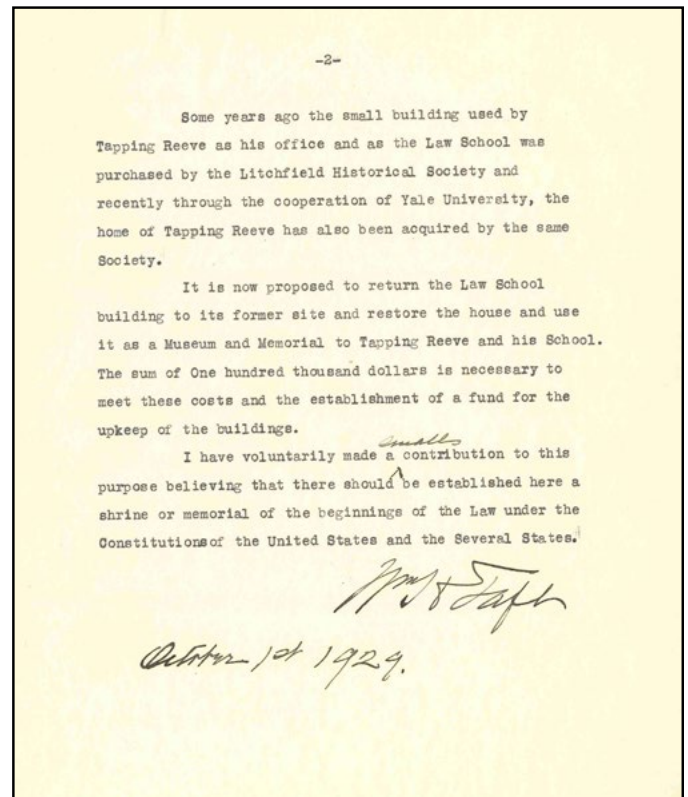 -2-
Some years ago the small building used by
Tapping Reeve as his office and as the Law School was
purchased by the Litchfield Historical Society and
recently through the cooperation of Yale University, the
home of Tapping Reeve has also been acquired by the same
Society.
It is now proposed to return the Law School
building to its former site and restore the house and use
it as a Museum and Memorial to Tapping Reeve and his School.
The sum of One hundred thousand dollars is necessary to
meet these costs and the establishment of a fund for the
upkeep of the buildings.
small
I have voluntarily made a contribution to this
purpose believing that there should be established here a
shrine or memorial of the beginnings of the Law under the
Constitutions of the United States and the Several States.
Wm H Taft
October 1st 1929.